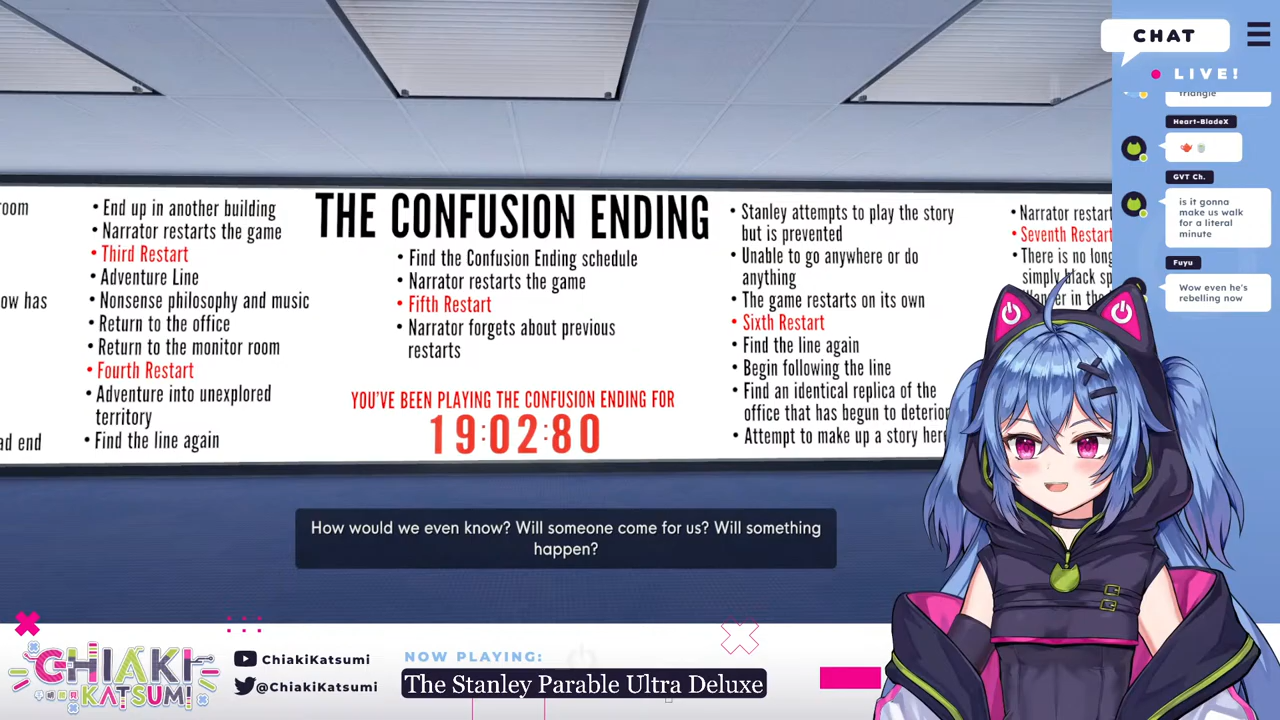 room
ow has
ad end
• End up in another building
• Narrator restarts the game
• Third Restart
• Adventure Line
• Nonsense philosophy and music
• Return to the office
• Return to the monitor room
• Fourth Restart
• Adventure into unexplored
territory
• Find the line again
THE CONFUSION ENDING
• Find the Confusion Ending schedule
• Narrator restarts the game
• Fifth Restart
• Narrator forgets about previous
restarts
YOU'VE BEEN PLAYING THE CONFUSION ENDING FOR
19:02:80
• Stanley attempts to play the story
but is prevented
• Unable to go anywhere or do
anything
• The game restarts on its own
• Sixth Restart
• Find the line again
• Begin following the line
• Find an identical replica of the
office that has begun to deterior
• Attempt to make up a story here
• Narrator restart
• Seventh Restart
• There is no long
simply black sp
in the
How would we even know? Will someone come for us? Will something
happen?
CHAT
LIVE!
triangle
Heart-BladeX
GVT Ch.
is it gonna
make us walk
for a literal
minute
Fuyu
Wow even he's
rebelling now
CHIAKI
KATSUMI
ChiakiKatsumi
@ChiakiKatsumi
NOW PLAYING:
The Stanley Parable Ultra Deluxe